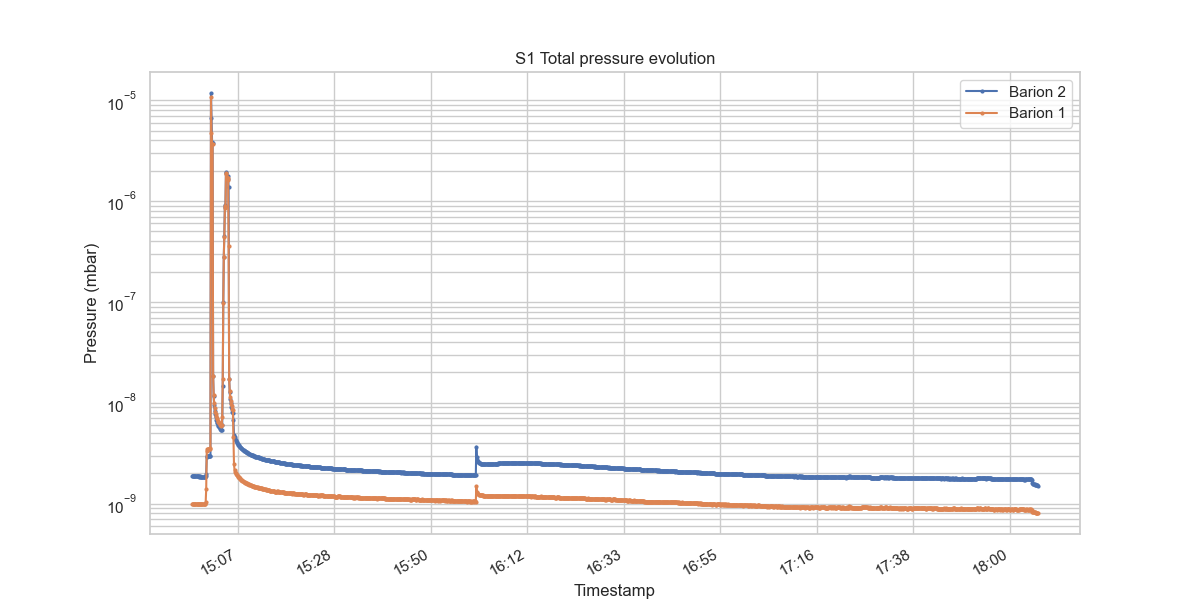 S1 Total pressure evolution
Barion 2
Barion 1
10⁻⁵
10⁻⁶
10⁻⁷
10⁻⁸
10⁻⁹
Pressure (mbar)
15:07 15:28 15:50 16:12 16:33 16:55 17:16 17:38 18:00
Timestamp